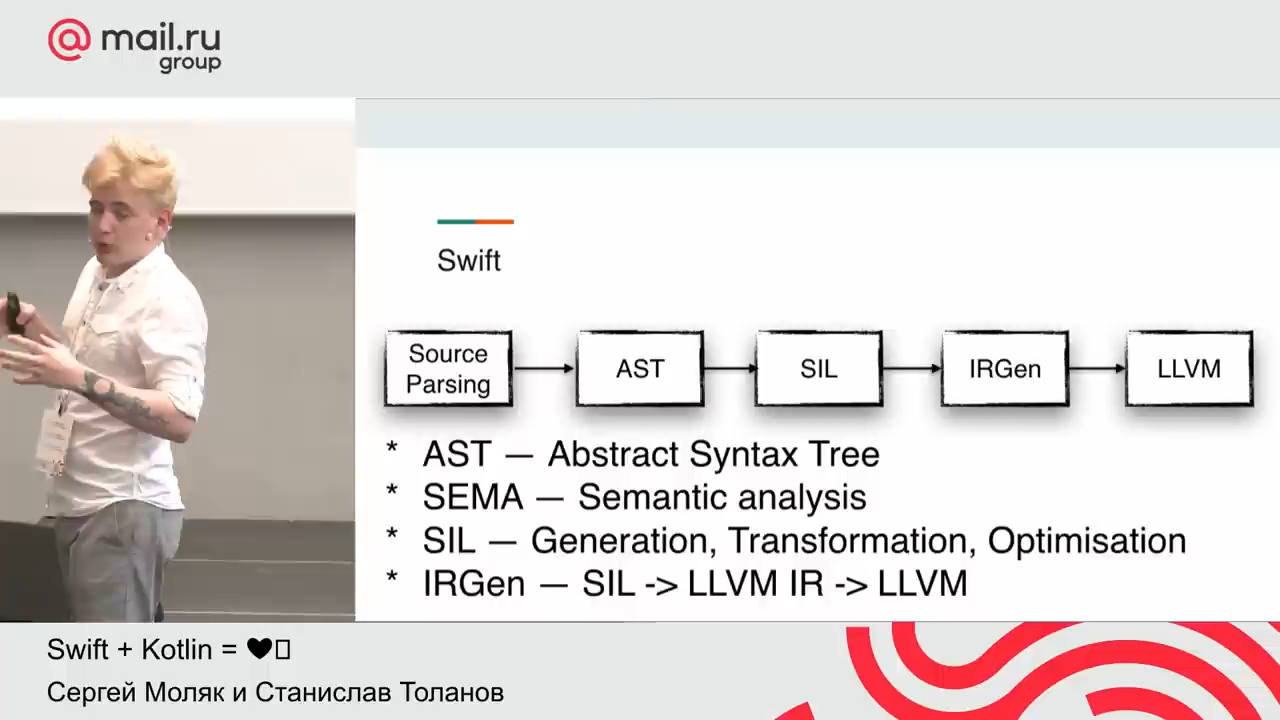 @mail.ru
group
Swift
Source
Parsing
AST
SIL
IRGen
LLVM
* AST — Abstract Syntax Tree
* SEMA — Semantic analysis
* SIL — Generation, Transformation, Optimisation
* IRGen — SIL -> LLVM IR -> LLVM
Swift + Kotlin = ♥
Сергей Моляк и Станислав Толанов